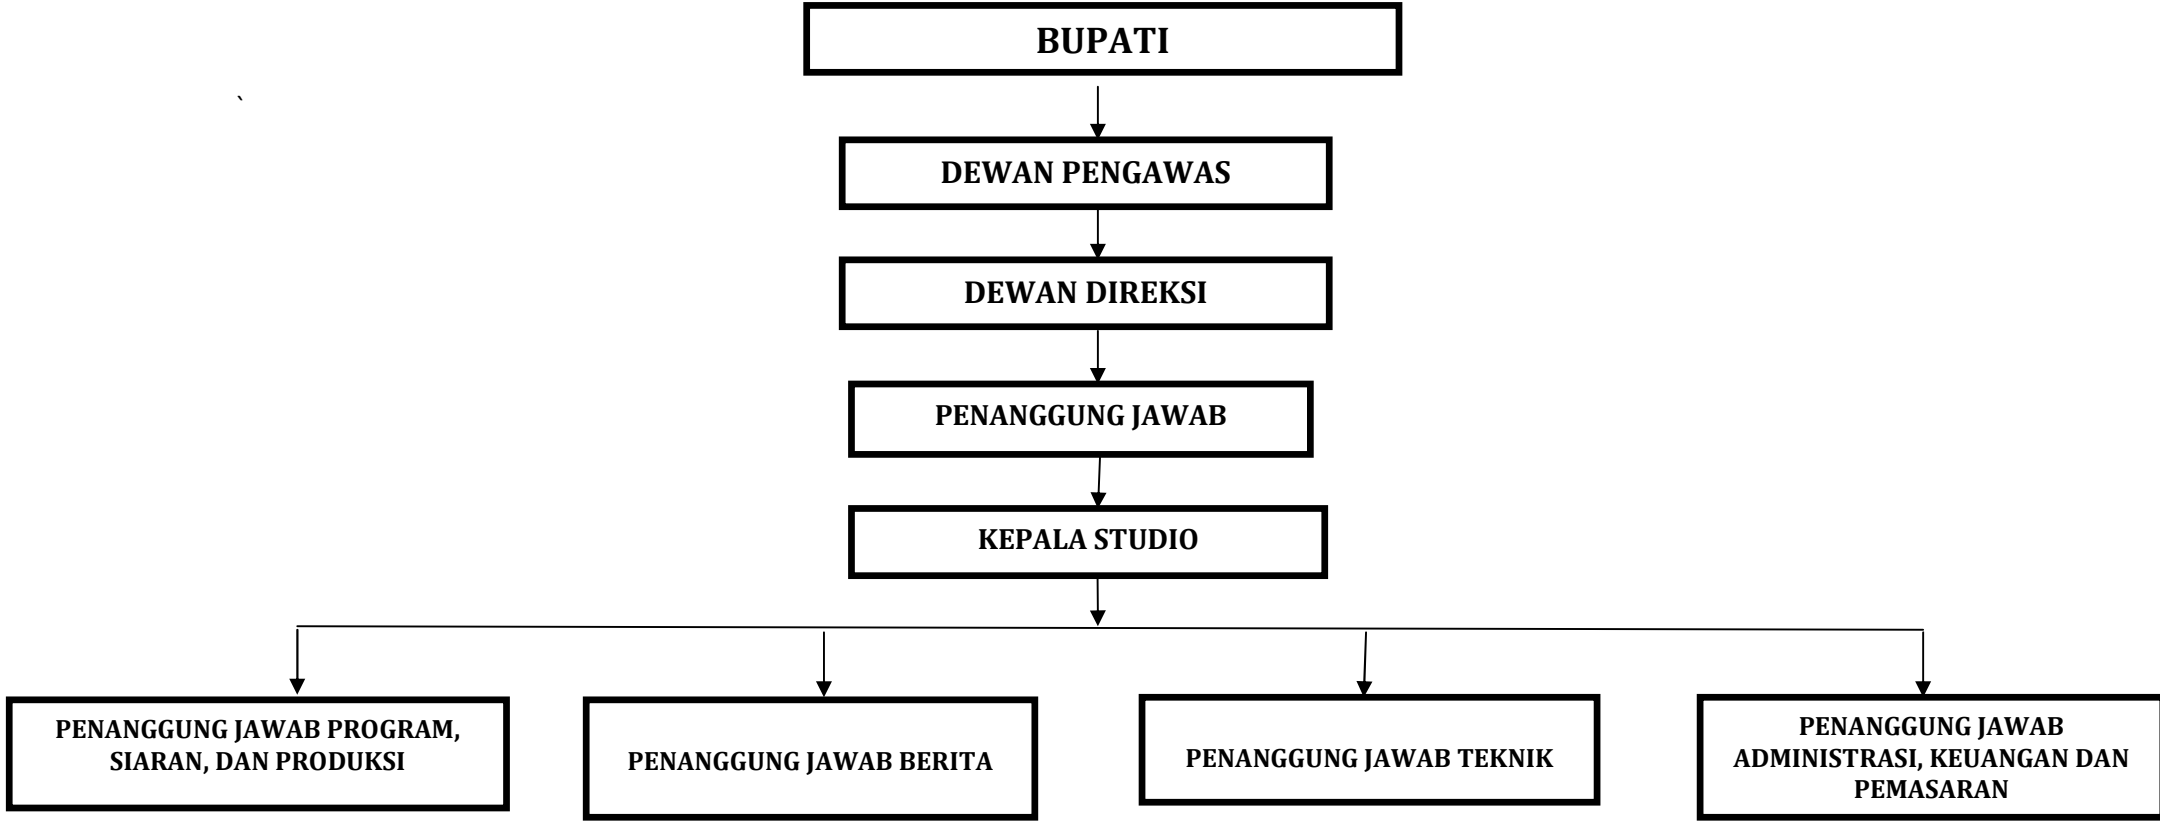 BUPATI
`
DEWAN PENGAWAS
DEWAN DIREKSI
PENANGGUNG JAWAB
KEPALA STUDIO
PENANGGUNG JAWAB PROGRAM,
SIARAN, DAN PRODUKSI
PENANGGUNG JAWAB BERITA
PENANGGUNG JAWAB TEKNIK
PENANGGUNG JAWAB
ADMINISTRASI, KEUANGAN DAN
PEMASARAN